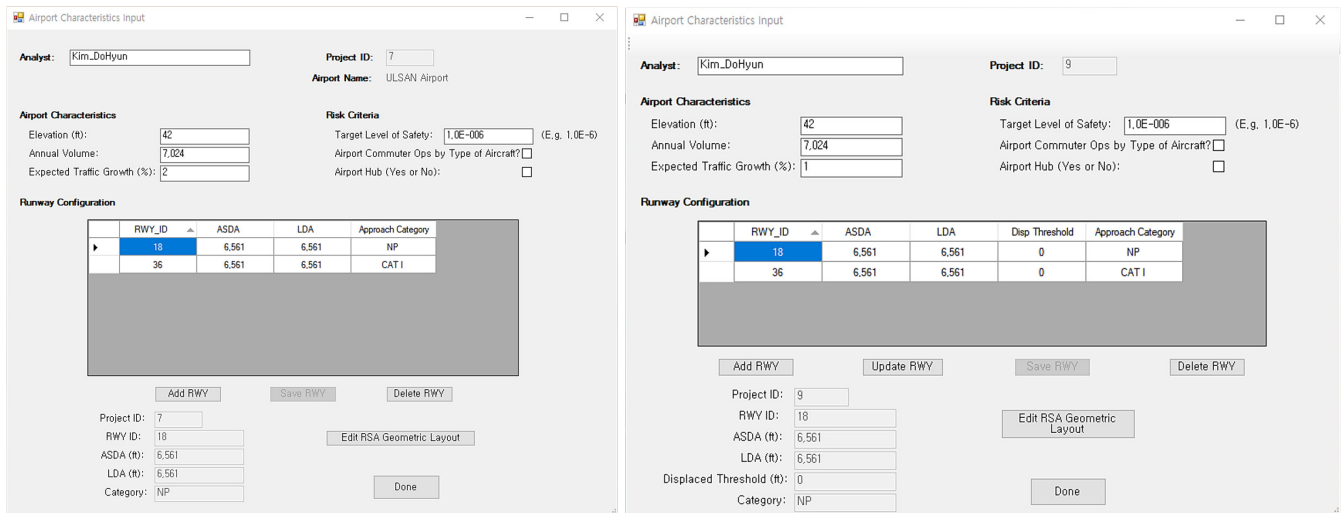 Airport Characteristics Input
Analyst: Kim_DoHyun Project ID: 7
Airport Name: ULSAN Airport
Airport Characteristics Risk Criteria
Elevation (ft): 42 Target Level of Safety: 1,0E-006 (E,g, 1,0E-6)
Annual Volume: 7,024 Airport Commuter Ops by Type of Aircraft?
Expected Traffic Growth (%): 2 Airport Hub (Yes or No):
Runway Configuration
RWY_ID ASDA LDA Approach Category
18 6,561 6,561 NP
36 6,561 6,561 CAT I
Add RWY Save RWY Delete RWY
Project ID: 7
RWY ID: 18
Edit RSA Geometric Layout
ASDA (ft): 6,561
LDA (ft): 6,561
Category: NP
Done
Airport Characteristics Input
Analyst: Kim_DoHyun Project ID: 9
Airport Characteristics Risk Criteria
Elevation (ft): 42 Target Level of Safety: 1,0E-006 (E,g, 1,0E-6)
Annual Volume: 7,024 Airport Commuter Ops by Type of Aircraft?
Expected Traffic Growth (%): 1 Airport Hub (Yes or No):
Runway Configuration
RWY_ID ASDA LDA Disp Threshold Approach Category
18 6,561 6,561 0 NP
36 6,561 6,561 0 CAT I
Add RWY Update RWY Save RWY Delete RWY
Project ID: 9
RWY ID: 18
Edit RSA Geometric
Layout
ASDA (ft): 6,561
LDA (ft): 6,561
Displaced Threshold (ft): 0
Category: NP
Done